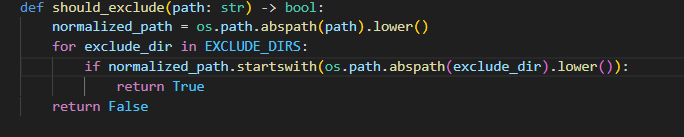 def should_exclude(path: str) -> bool:
    normalized_path = os.path.abspath(path).lower()
    for exclude_dir in EXCLUDE_DIRS:
        if normalized_path.startswith(os.path.abspath(exclude_dir).lower()):
            return True
    return False